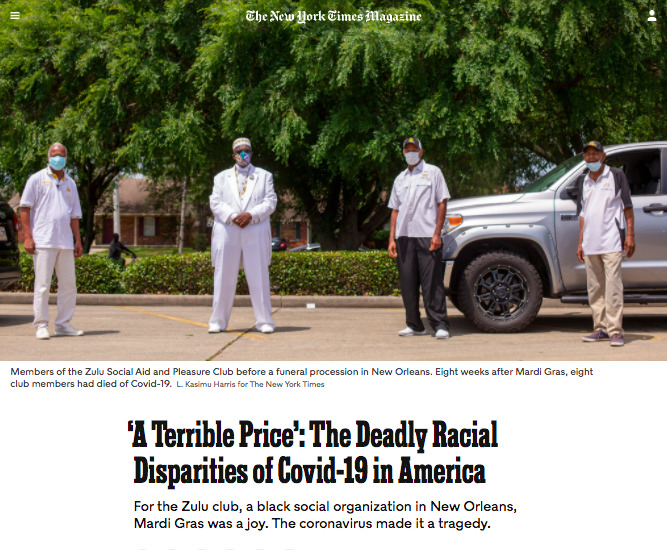 The New York Times Magazine
Members of the Zulu Social Aid and Pleasure Club before a funeral procession in New Orleans. Eight weeks after Mardi Gras, eight
club members had died of Covid-19. L. Kasimu Harris for The New York Times
‘A Terrible Price’: The Deadly Racial
Disparities of Covid-19 in America
For the Zulu club, a black social organization in New Orleans,
Mardi Gras was a joy. The coronavirus made it a tragedy.